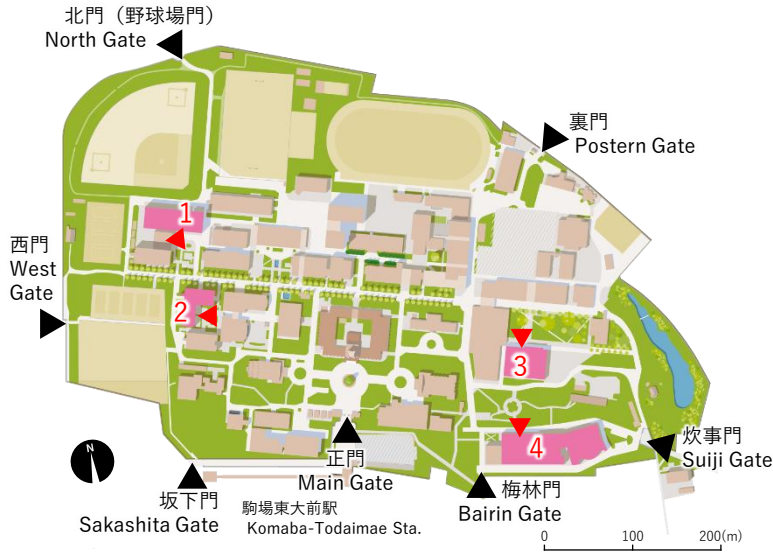 北門（野球場門）
North Gate
裏門
Postern Gate
1
西門
West
Gate
2
3
4
N
炊事門
Suiji Gate
正門
Main Gate
梅林門
Bairin Gate
坂下門
Sakashita Gate
駒場東大前駅
Komaba-Todaimae Sta.
0 100 200(m)